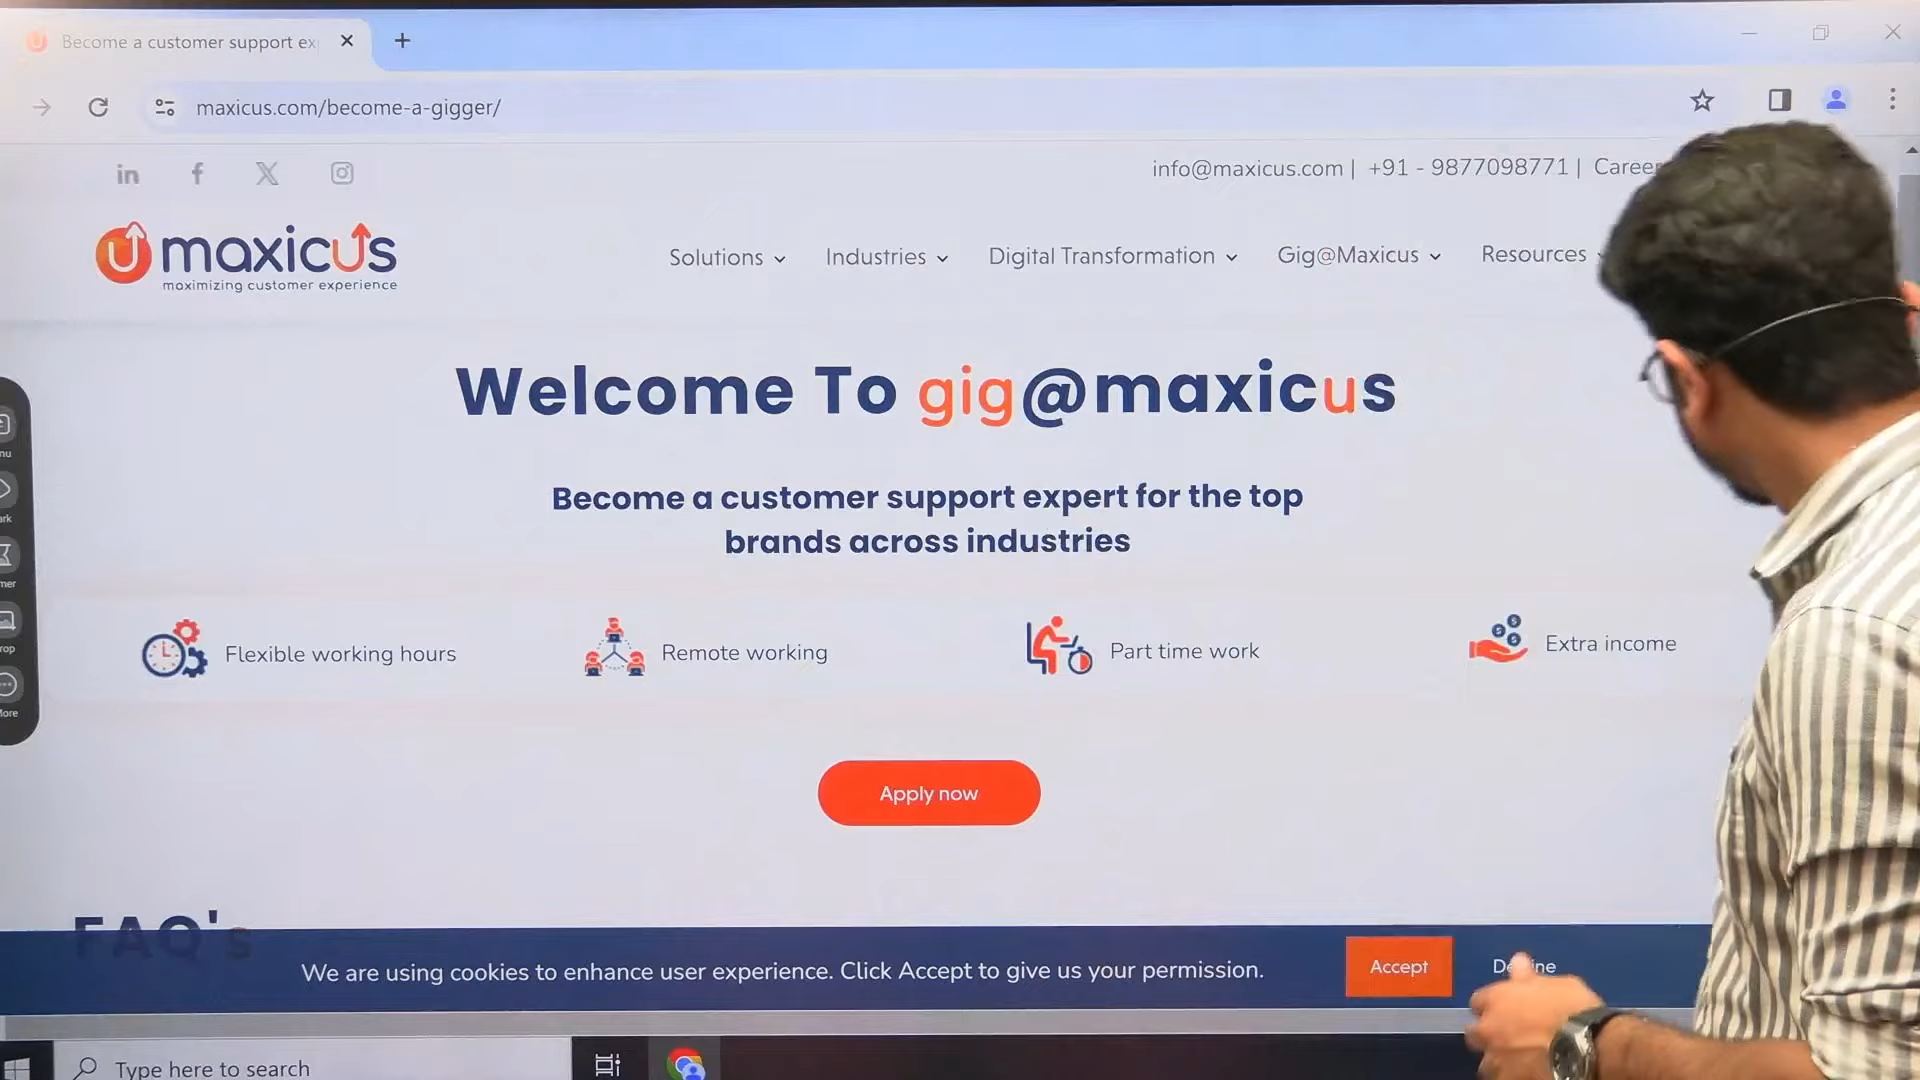 Become a customer support ex
maxicus.com/become-a-gigger/
info@maxicus.com | +91 - 9877098771 | Career
maxicus
maximizing customer experience
Solutions
Industries
Digital Transformation
Gig@Maxicus
Resources
Welcome To gig@maxicus
Become a customer support expert for the top
brands across industries
Flexible working hours
Remote working
Part time work
Extra income
Apply now
FAQ's
We are using cookies to enhance user experience. Click Accept to give us your permission.
Accept
Type here to search